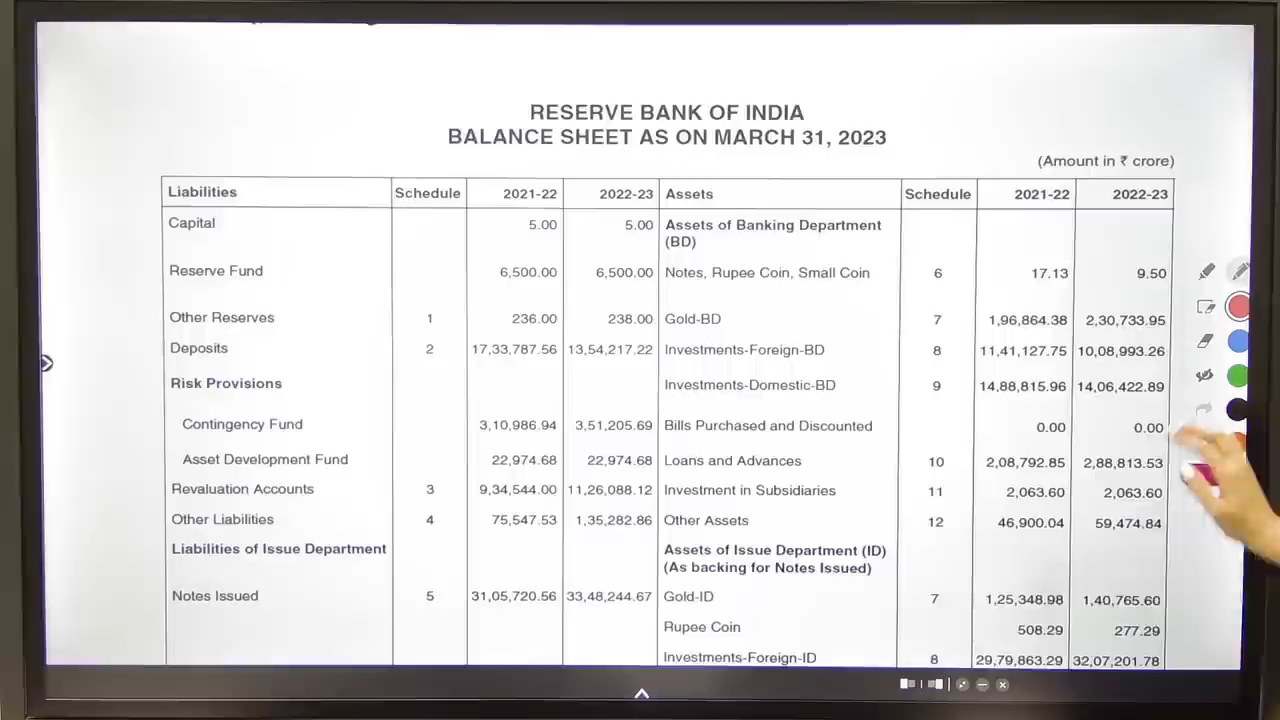 RESERVE BANK OF INDIA
BALANCE SHEET AS ON MARCH 31, 2023
(Amount in ₹ crore)
Liabilities Schedule 2021-22 2022-23 Assets Schedule 2021-22 2022-23
Capital 5.00 5.00 Assets of Banking Department
(BD)
Reserve Fund 6,500.00 6,500.00 Notes, Rupee Coin, Small Coin 6 17.13 9.50
Other Reserves 1 236.00 238.00 Gold-BD 7 1,96,864.38 2,30,733.95
Deposits 2 17,33,787.56 13,54,217.22 Investments-Foreign-BD 8 11,41,127.75 10,08,993.26
Risk Provisions Investments-Domestic-BD 9 14,88,815.96 14,06,422.89
Contingency Fund 3,10,986.94 3,51,205.69 Bills Purchased and Discounted 0.00 0.00
Asset Development Fund 22,974.68 22,974.68 Loans and Advances 10 2,08,792.85 2,88,813.53
Revaluation Accounts 3 9,34,544.00 11,26,088.12 Investment in Subsidiaries 11 2,063.60 2,063.60
Other Liabilities 4 75,547.53 1,35,282.86 Other Assets 12 46,900.04 59,474.84
Liabilities of Issue Department Assets of Issue Department (ID)
(As backing for Notes Issued)
Notes Issued 5 31,05,720.56 33,48,244.67 Gold-ID 7 1,25,348.98 1,40,765.60
Rupee Coin 508.29 277.29
Investments-Foreign-ID 8 29,79,863.29 32,07,201.78